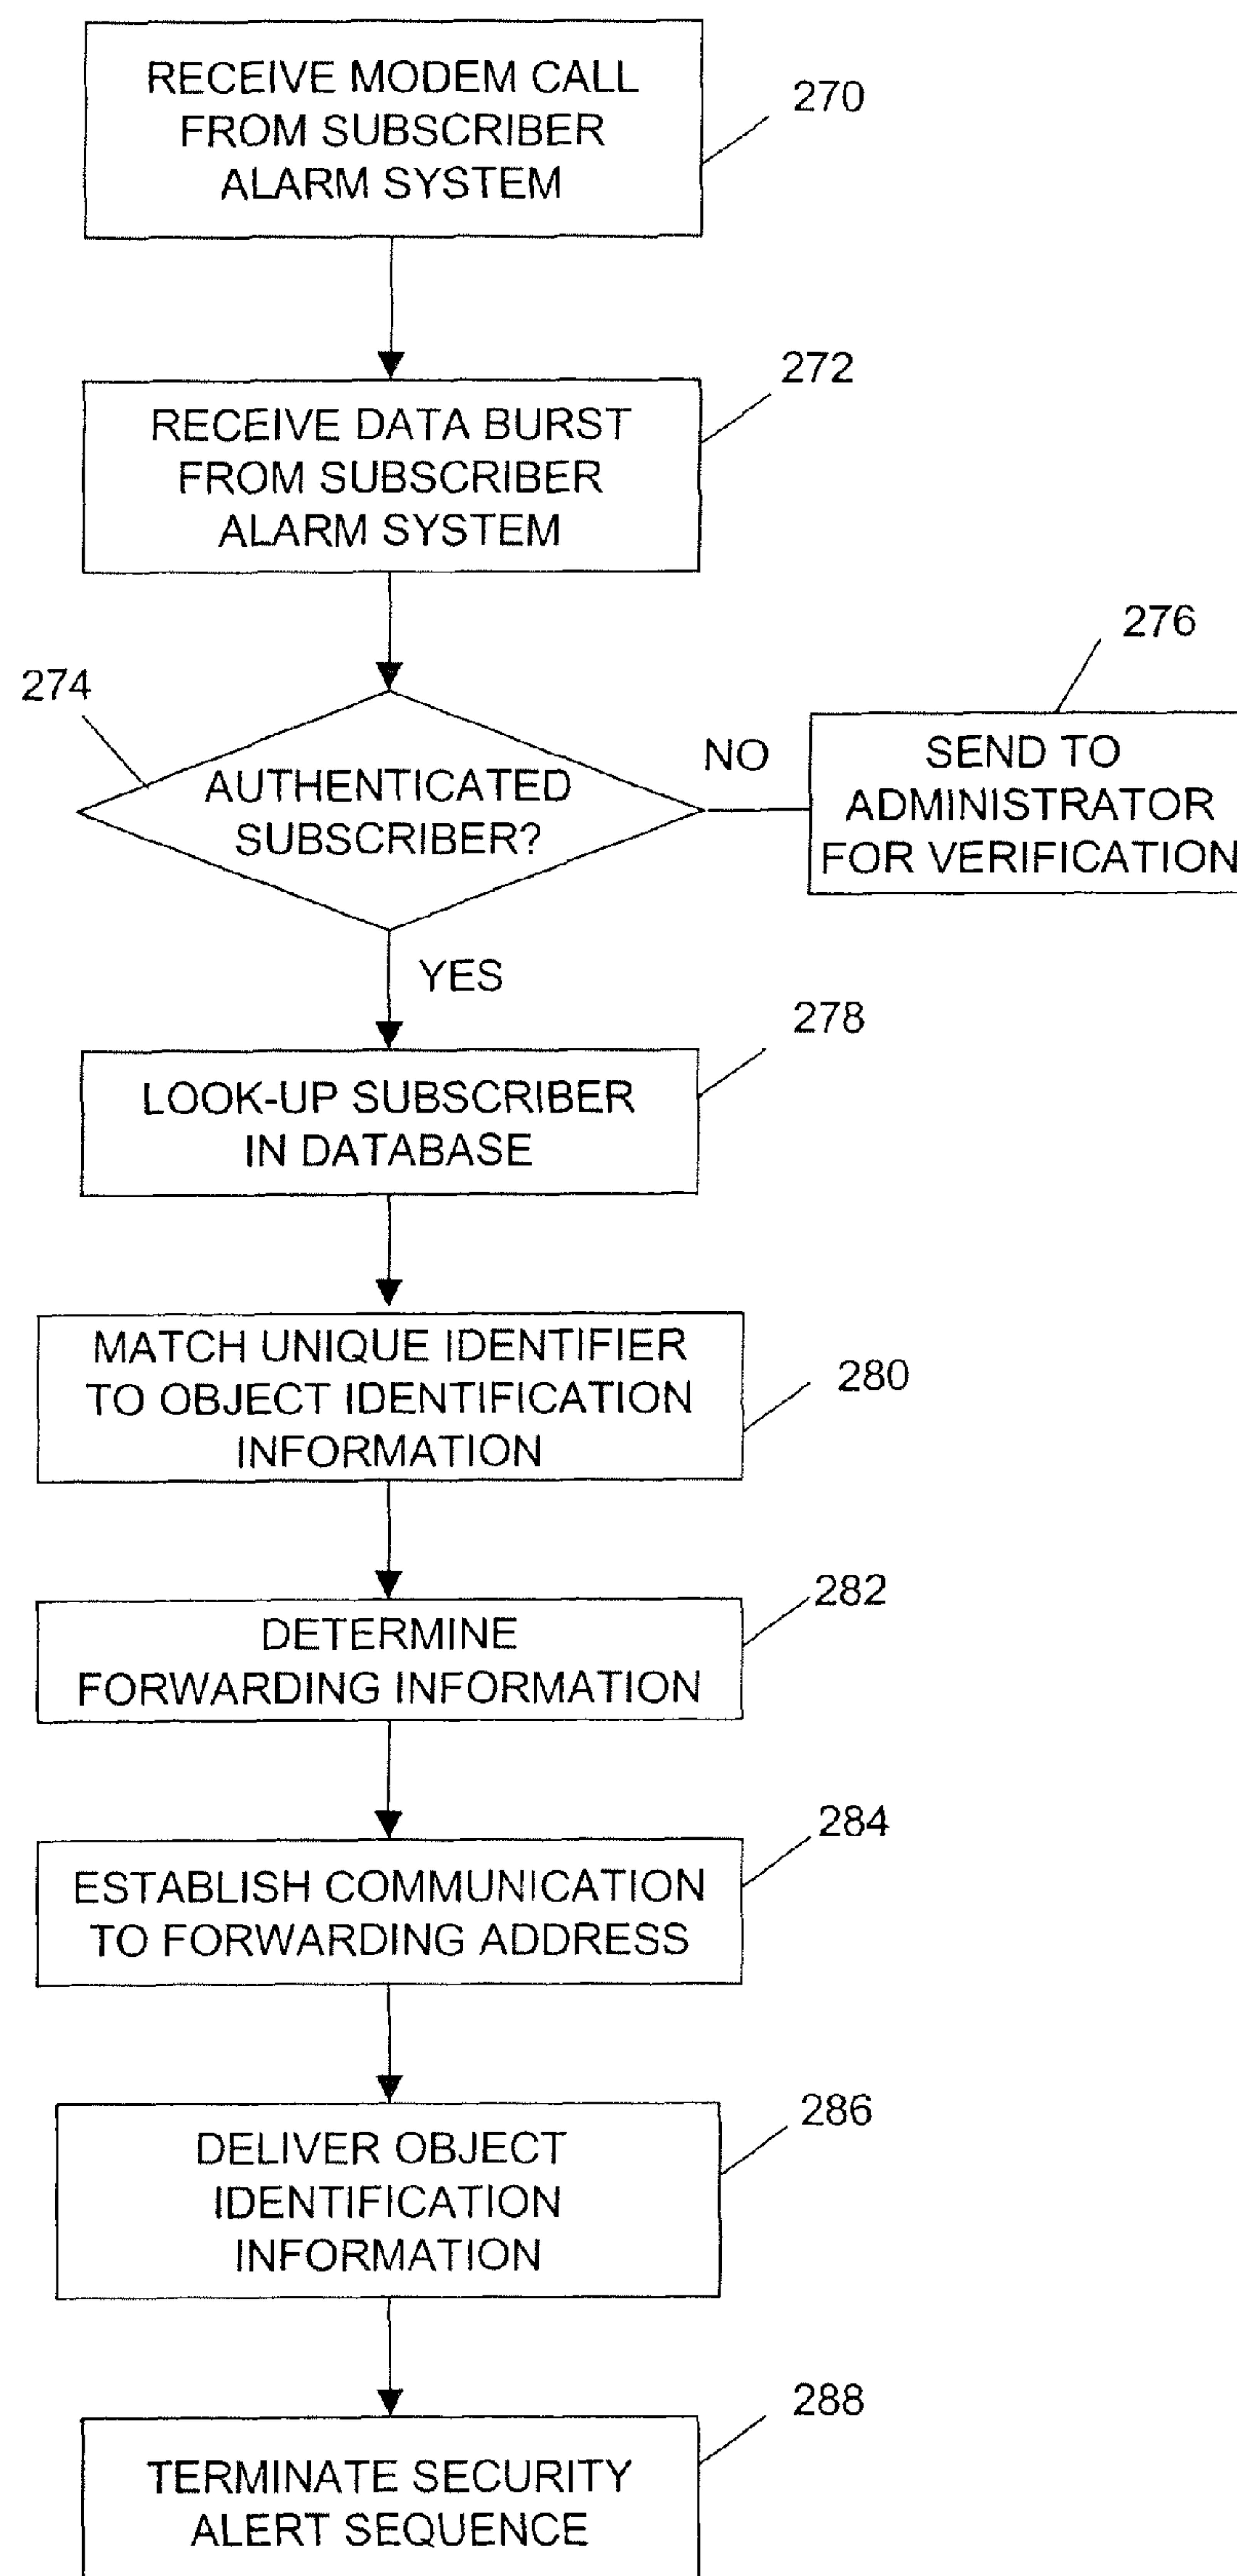 RECEIVE MODEM CALL
FROM SUBSCRIBER
ALARM SYSTEM
270
272
RECEIVE DATA BURST
FROM SUBSCRIBER
ALARM SYSTEM
276
274
NO
SEND TO
ADMINISTRATOR
FOR VERIFICATION
AUTHENTICATED
SUBSCRIBER?
YES
278
LOOK-UP SUBSCRIBER
IN DATABASE
MATCH UNIQUE IDENTIFIER
TO OBJECT IDENTIFICATION
INFORMATION
280
282
DETERMINE
FORWARDING INFORMATION
284
ESTABLISH COMMUNICATION
TO FORWARDING ADDRESS
286
DELIVER OBJECT
IDENTIFICATION
INFORMATION
288
TERMINATE SECURITY
ALERT SEQUENCE